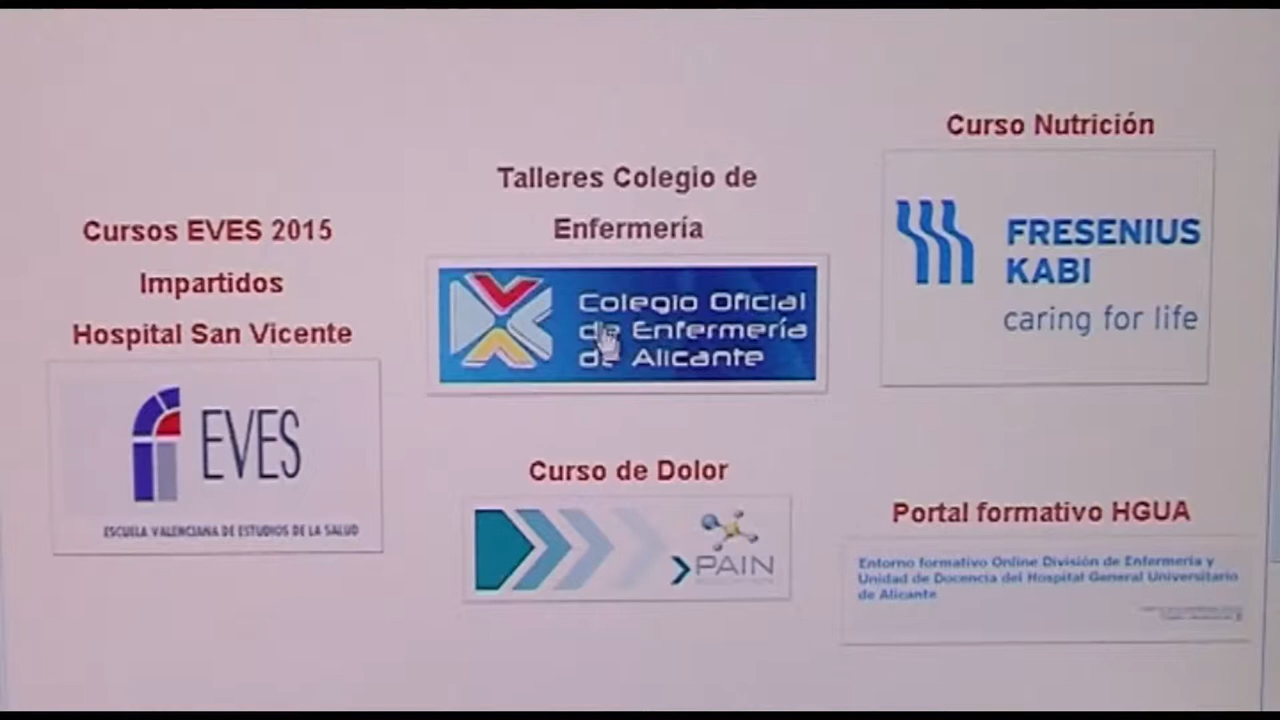 Cursos EVES 2015
Impartidos
Hospital San Vicente
EVES
ESCUELA VALENCIANA DE ESTUDIOS DE LA SALUD
Talleres Colegio de
Enfermería
Colegio Oficial
de Enfermería
de Alicante
Curso de Dolor
PAIN
Curso Nutrición
FRESENIUS
KABI
caring for life
Portal formativo HGUA
Entorno formativo Online División de Enfermería y
Unidad de Docencia del Hospital General Universitario
de Alicante